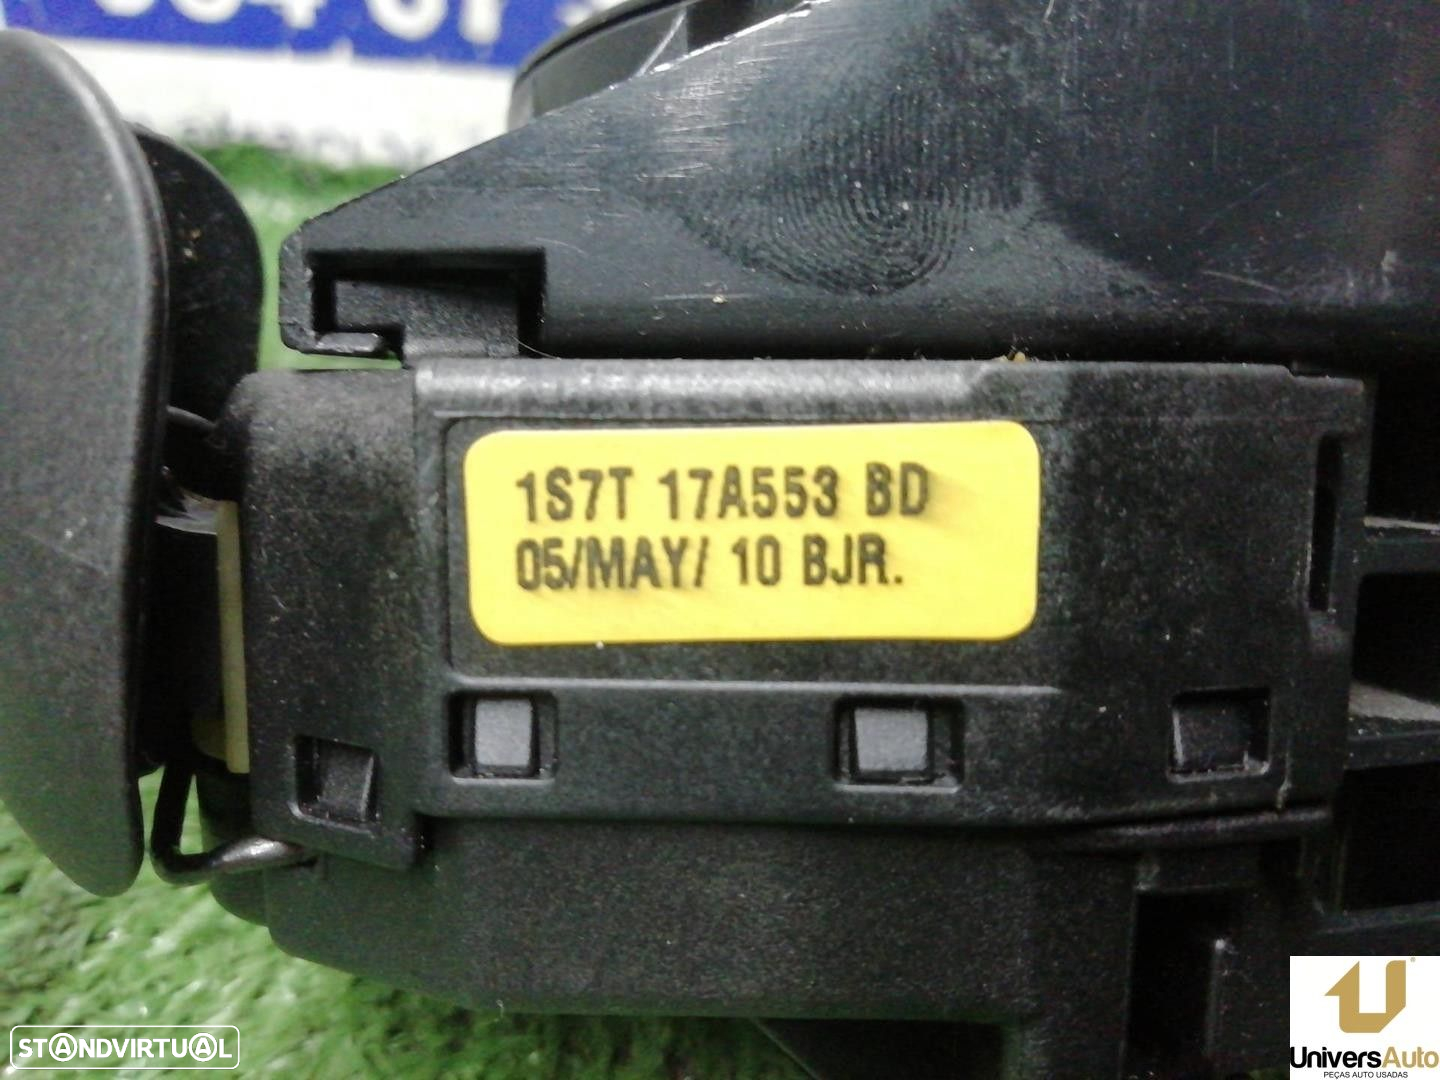 1S7T 17A553 BD
05/MAY/ 10 BJR.
STANDVIRTUAL
UniversAuto
PEÇAS AUTO USADAS